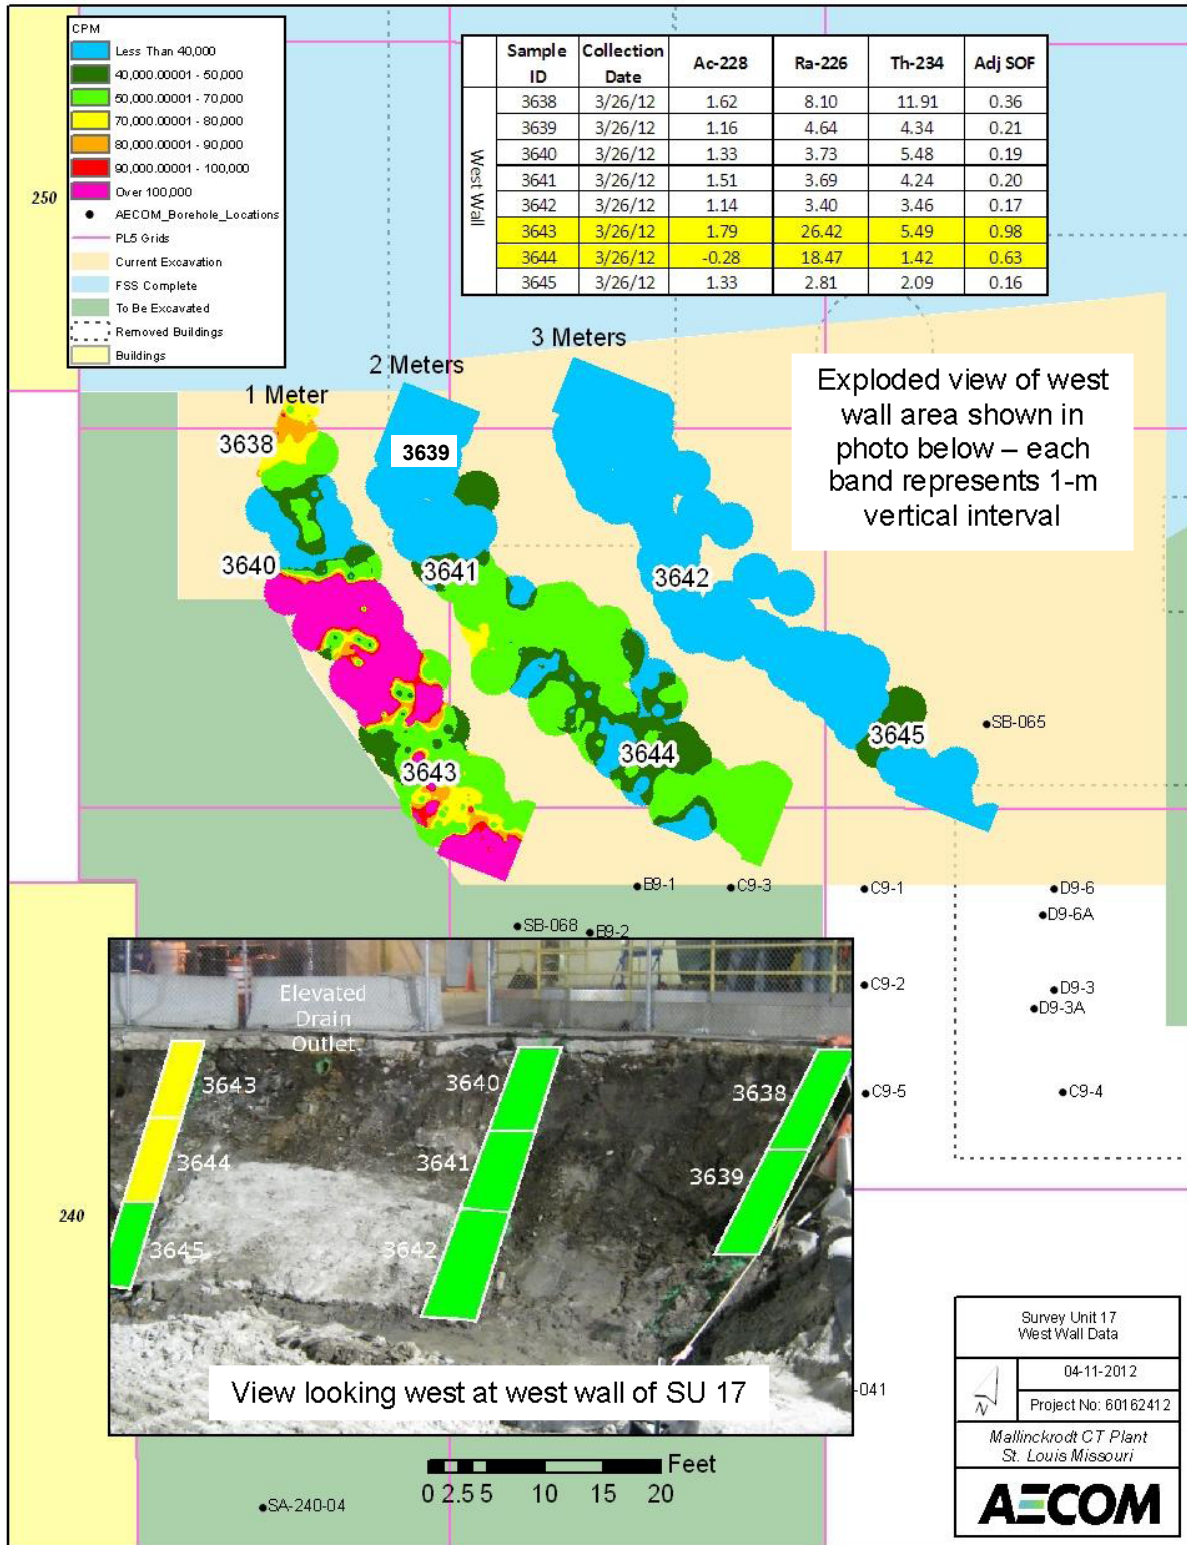 CPM
Less Than 40,000
40,000.00001 - 50,000
50,000.00001 - 70,000
70,000.00001 - 80,000
80,000.00001 - 90,000
90,000.00001 - 100,000
Over 100,000
AECOM_Borehole_Locations
PL5 Grids
Current Excavation
FSS Complete
To Be Excavated
Removed Buildings
Buildings
Sample ID Collection Date Ac-228 Ra-226 Th-234 Adj SOF
West Wall
3638 3/26/12 1.62 8.10 11.91 0.36
3639 3/26/12 1.16 4.64 4.34 0.21
3640 3/26/12 1.33 3.73 5.48 0.19
3641 3/26/12 1.51 3.69 4.24 0.20
3642 3/26/12 1.14 3.40 3.46 0.17
3643 3/26/12 1.79 26.42 5.49 0.98
3644 3/26/12 -0.28 18.47 1.42 0.63
3645 3/26/12 1.33 2.81 2.09 0.16
250
1 Meter
2 Meters
3 Meters
Exploded view of west
wall area shown in
photo below – each
band represents 1-m
vertical interval
3638
3639
3640
3641
3642
3643
3644
3645
SB-065
B9-1
C9-3
C9-1
D9-6
D9-6A
SB-068
B9-2
C9-2
D9-3
D9-3A
C9-5
C9-4
Elevated
Drain
Outlet
3643
3640
3638
3644
3641
3639
3645
3642
240
View looking west at west wall of SU 17
-041
Feet
0 2.5 5 10 15 20
SA-240-04
Survey Unit 17
West Wall Data
N
04-11-2012
Project No: 60162412
Mallinckrodt CT Plant
St. Louis Missouri
AECOM